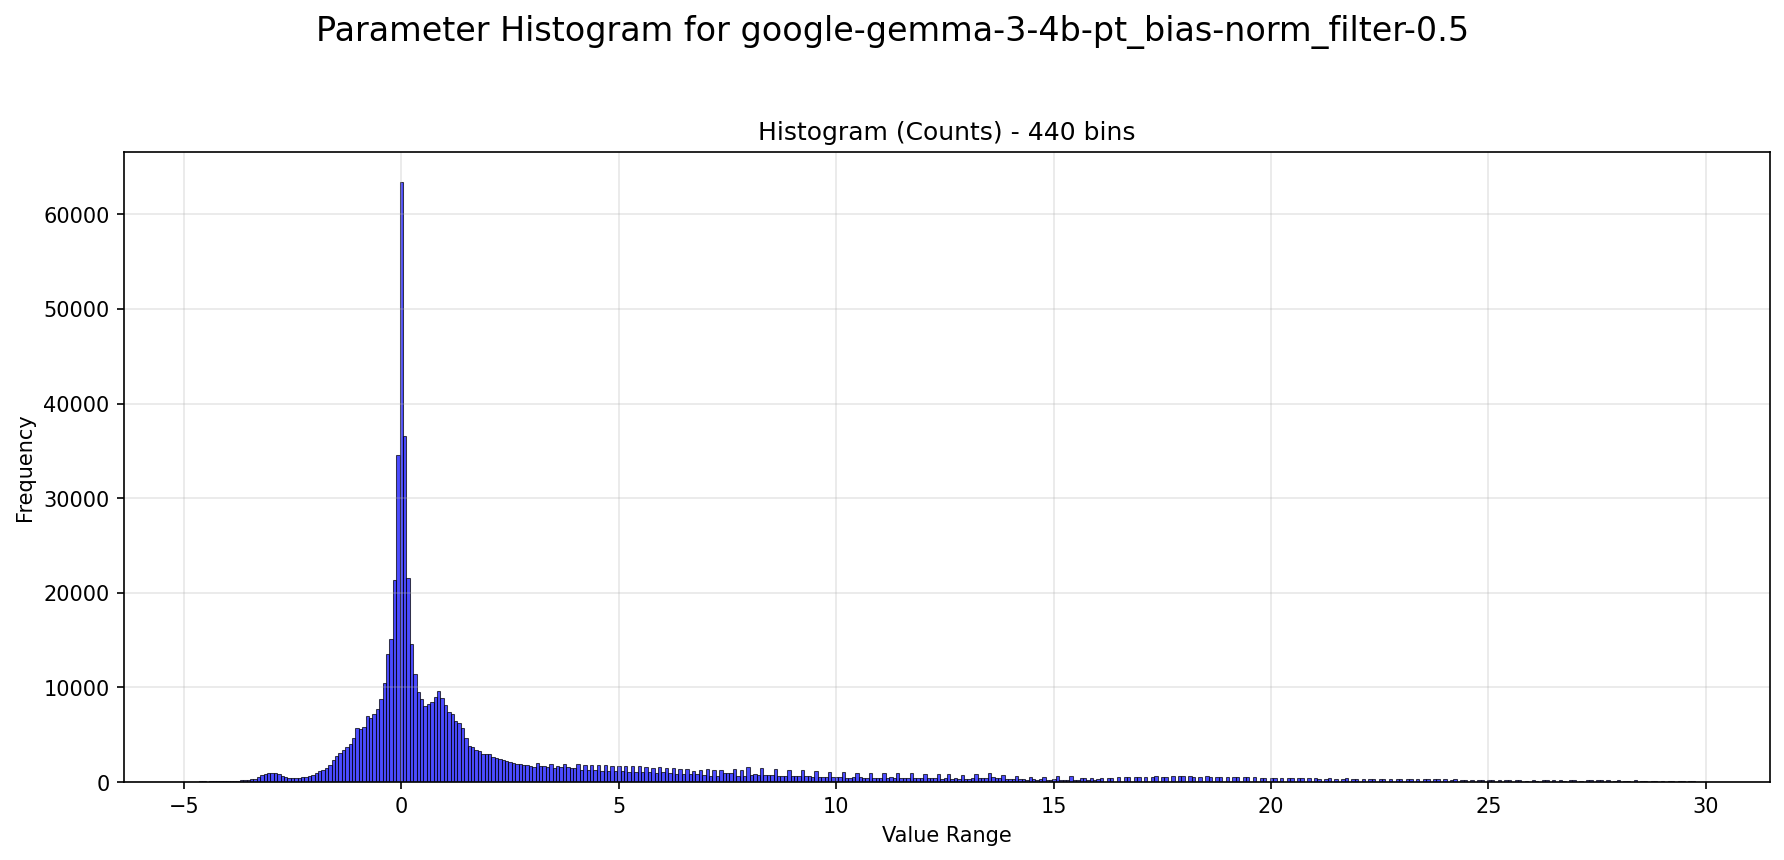 Parameter Histogram for google-gemma-3-4b-pt_bias-norm_filter-0.5
Histogram (Counts) - 440 bins
Frequency
60000
50000
40000
30000
20000
10000
0
−5 0 5 10 15 20 25 30
Value Range